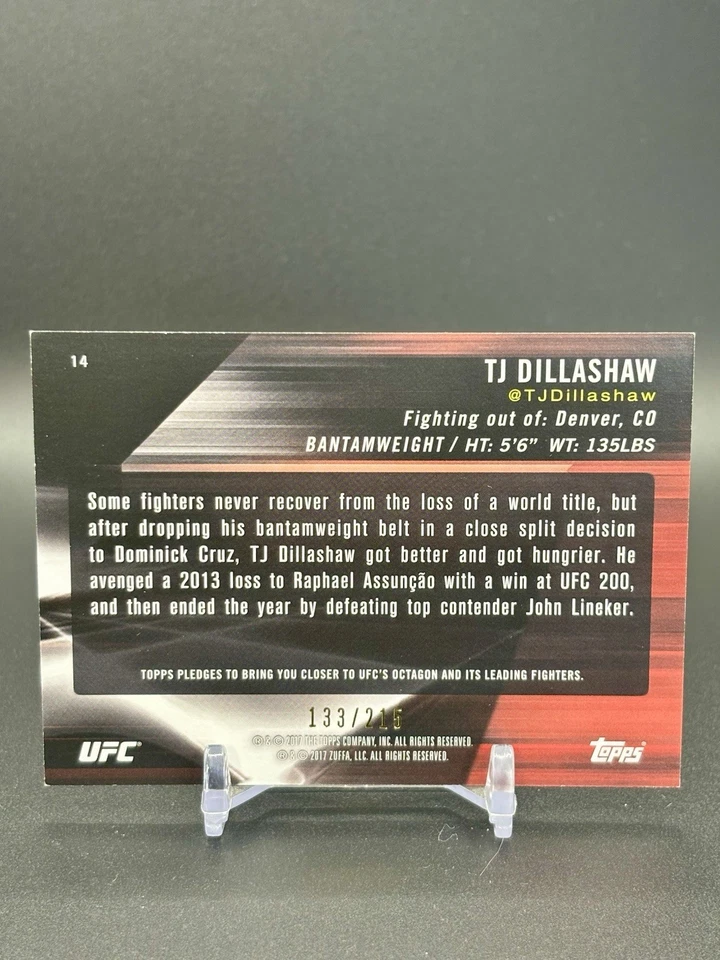 14
TJ DILLASHAW
@TJDillashaw
Fighting out of: Denver, CO
BANTAMWEIGHT / HT: 5'6" WT: 135LBS
Some fighters never recover from the loss of a world title, but
after dropping his bantamweight belt in a close split decision
to Dominick Cruz, TJ Dillashaw got better and got hungrier. He
avenged a 2013 loss to Raphael Assunção with a win at UFC 200,
and then ended the year by defeating top contender John Lineker.
TOPPS PLEDGES TO BRING YOU CLOSER TO UFC'S OCTAGON AND ITS LEADING FIGHTERS.
133/215
® & © 2017 THE TOPPS COMPANY, INC. ALL RIGHTS RESERVED.
® & © 2017 ZUFFA, LLC. ALL RIGHTS RESERVED.
UFC®
topps®